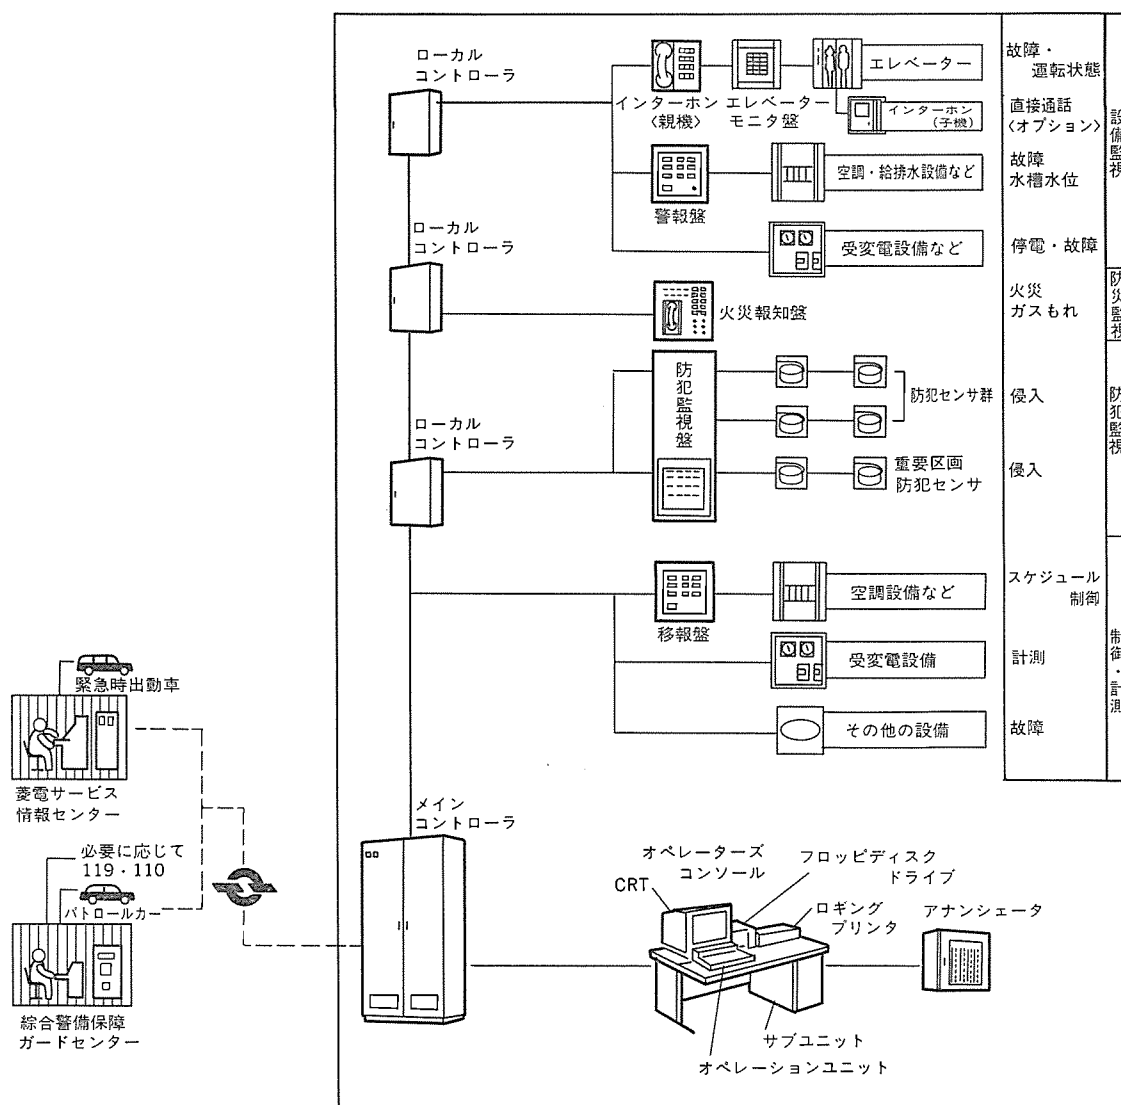 ローカル
コントローラ
インターホン
〈親機〉
エレベーター
モニタ盤
エレベーター
インターホン
(子機)
故障・
運転状態
直接通話
〈オプション〉
警報盤
空調・給排水設備など
故障
水槽水位
受変電設備など
停電・故障
設備監視
ローカル
コントローラ
火災報知盤
火災
ガスもれ
防災監視
ローカル
コントローラ
防犯監視盤
防犯センサ群
侵入
重要区画
防犯センサ
侵入
防犯監視
移報盤
空調設備など
スケジュール
制御
受変電設備
計測
その他の設備
故障
制御・計測
緊急時出動車
菱電サービス
情報センター
必要に応じて
119・110
パトロールカー
綜合警備保障
ガードセンター
メイン
コントローラ
オペレーターズ
コンソール
CRT
フロッピディスク
ドライブ
ロギング
プリンタ
アナンシェータ
サブユニット
オペレーションユニット